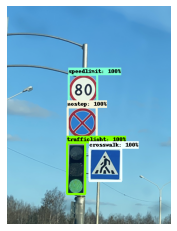 speedlimit: 100%
80
nostop: 100%
trafficlight: 100%
crosswalk: 100%